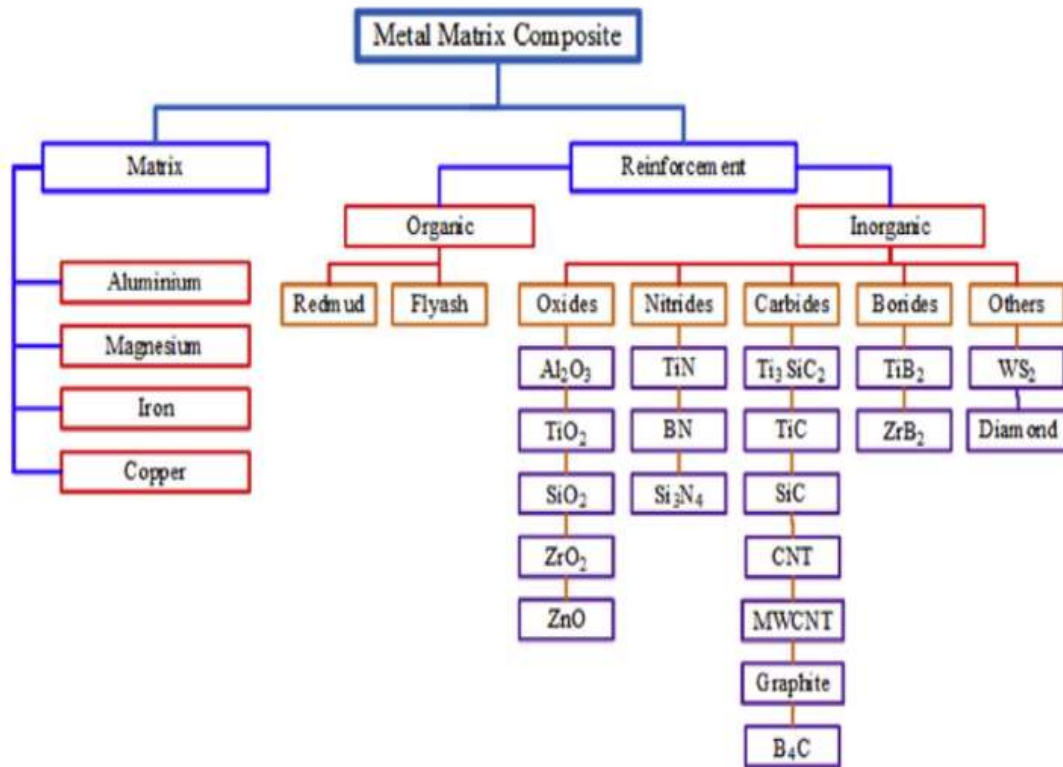 Metal Matrix Composite
Matrix
Reinforcement
Organic
Inorganic
Aluminium
Magnesium
Iron
Copper
Redmud
Flyash
Oxides
Nitrides
Carbides
Borides
Others
Al₂O₃
TiO₂
SiO₂
ZrO₂
ZnO
TiN
BN
Si₃N₄
Ti₃SiC₂
TiC
SiC
CNT
MWCNT
Graphite
B₄C
TiB₂
ZrB₂
WS₂
Diamond